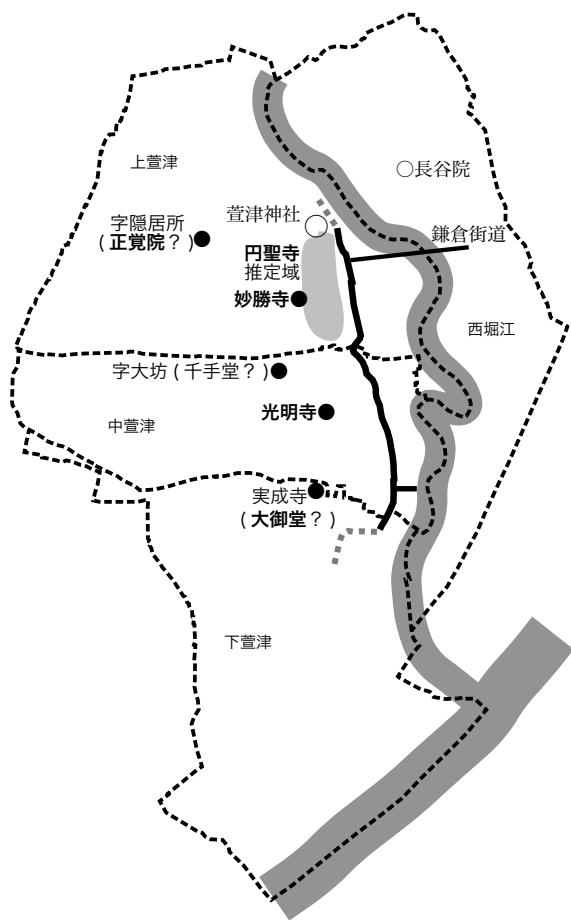 上萱津
〇長谷院
萱津神社
字隠居所
(正覚院？)
鎌倉街道
円聖寺
推定域
妙勝寺
西堀江
字大坊(千手堂？)
中萱津
光明寺
実成寺
(大御堂？)
下萱津